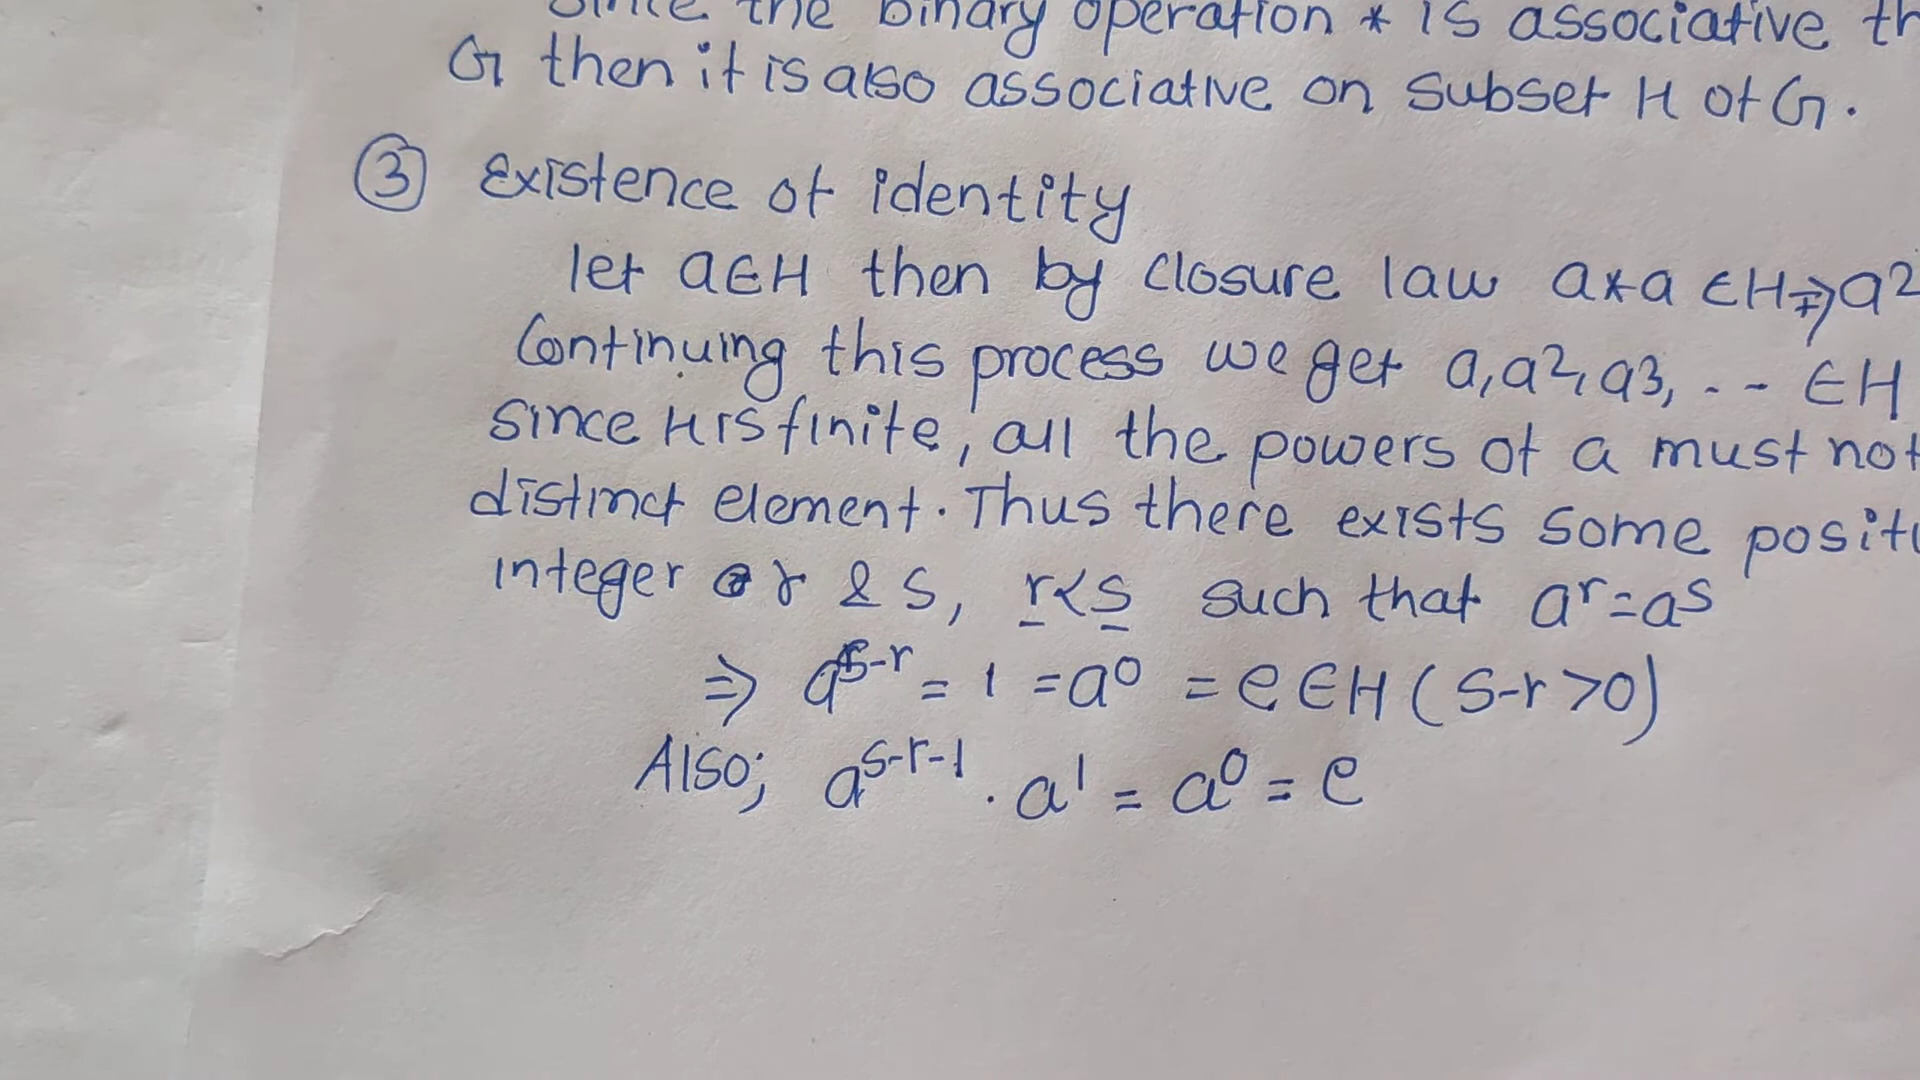 Since the binary operation * is associative
G then it is also associative on subset H of G.
③ Existence of identity
let a∈H then by closure law a*a ∈H⇒a²
Continuing this process we get a, a², a3, .-- ∈H
since H is finite, all the powers of a must not
distinct element. Thus there exists some
integer r & s, r<s such that aʳ=aˢ
⇒ aˢ⁻ʳ = 1 = a⁰ = e ∈H (s-r>0)
Also; aˢ⁻ʳ⁻¹ . a¹ = a⁰ = e